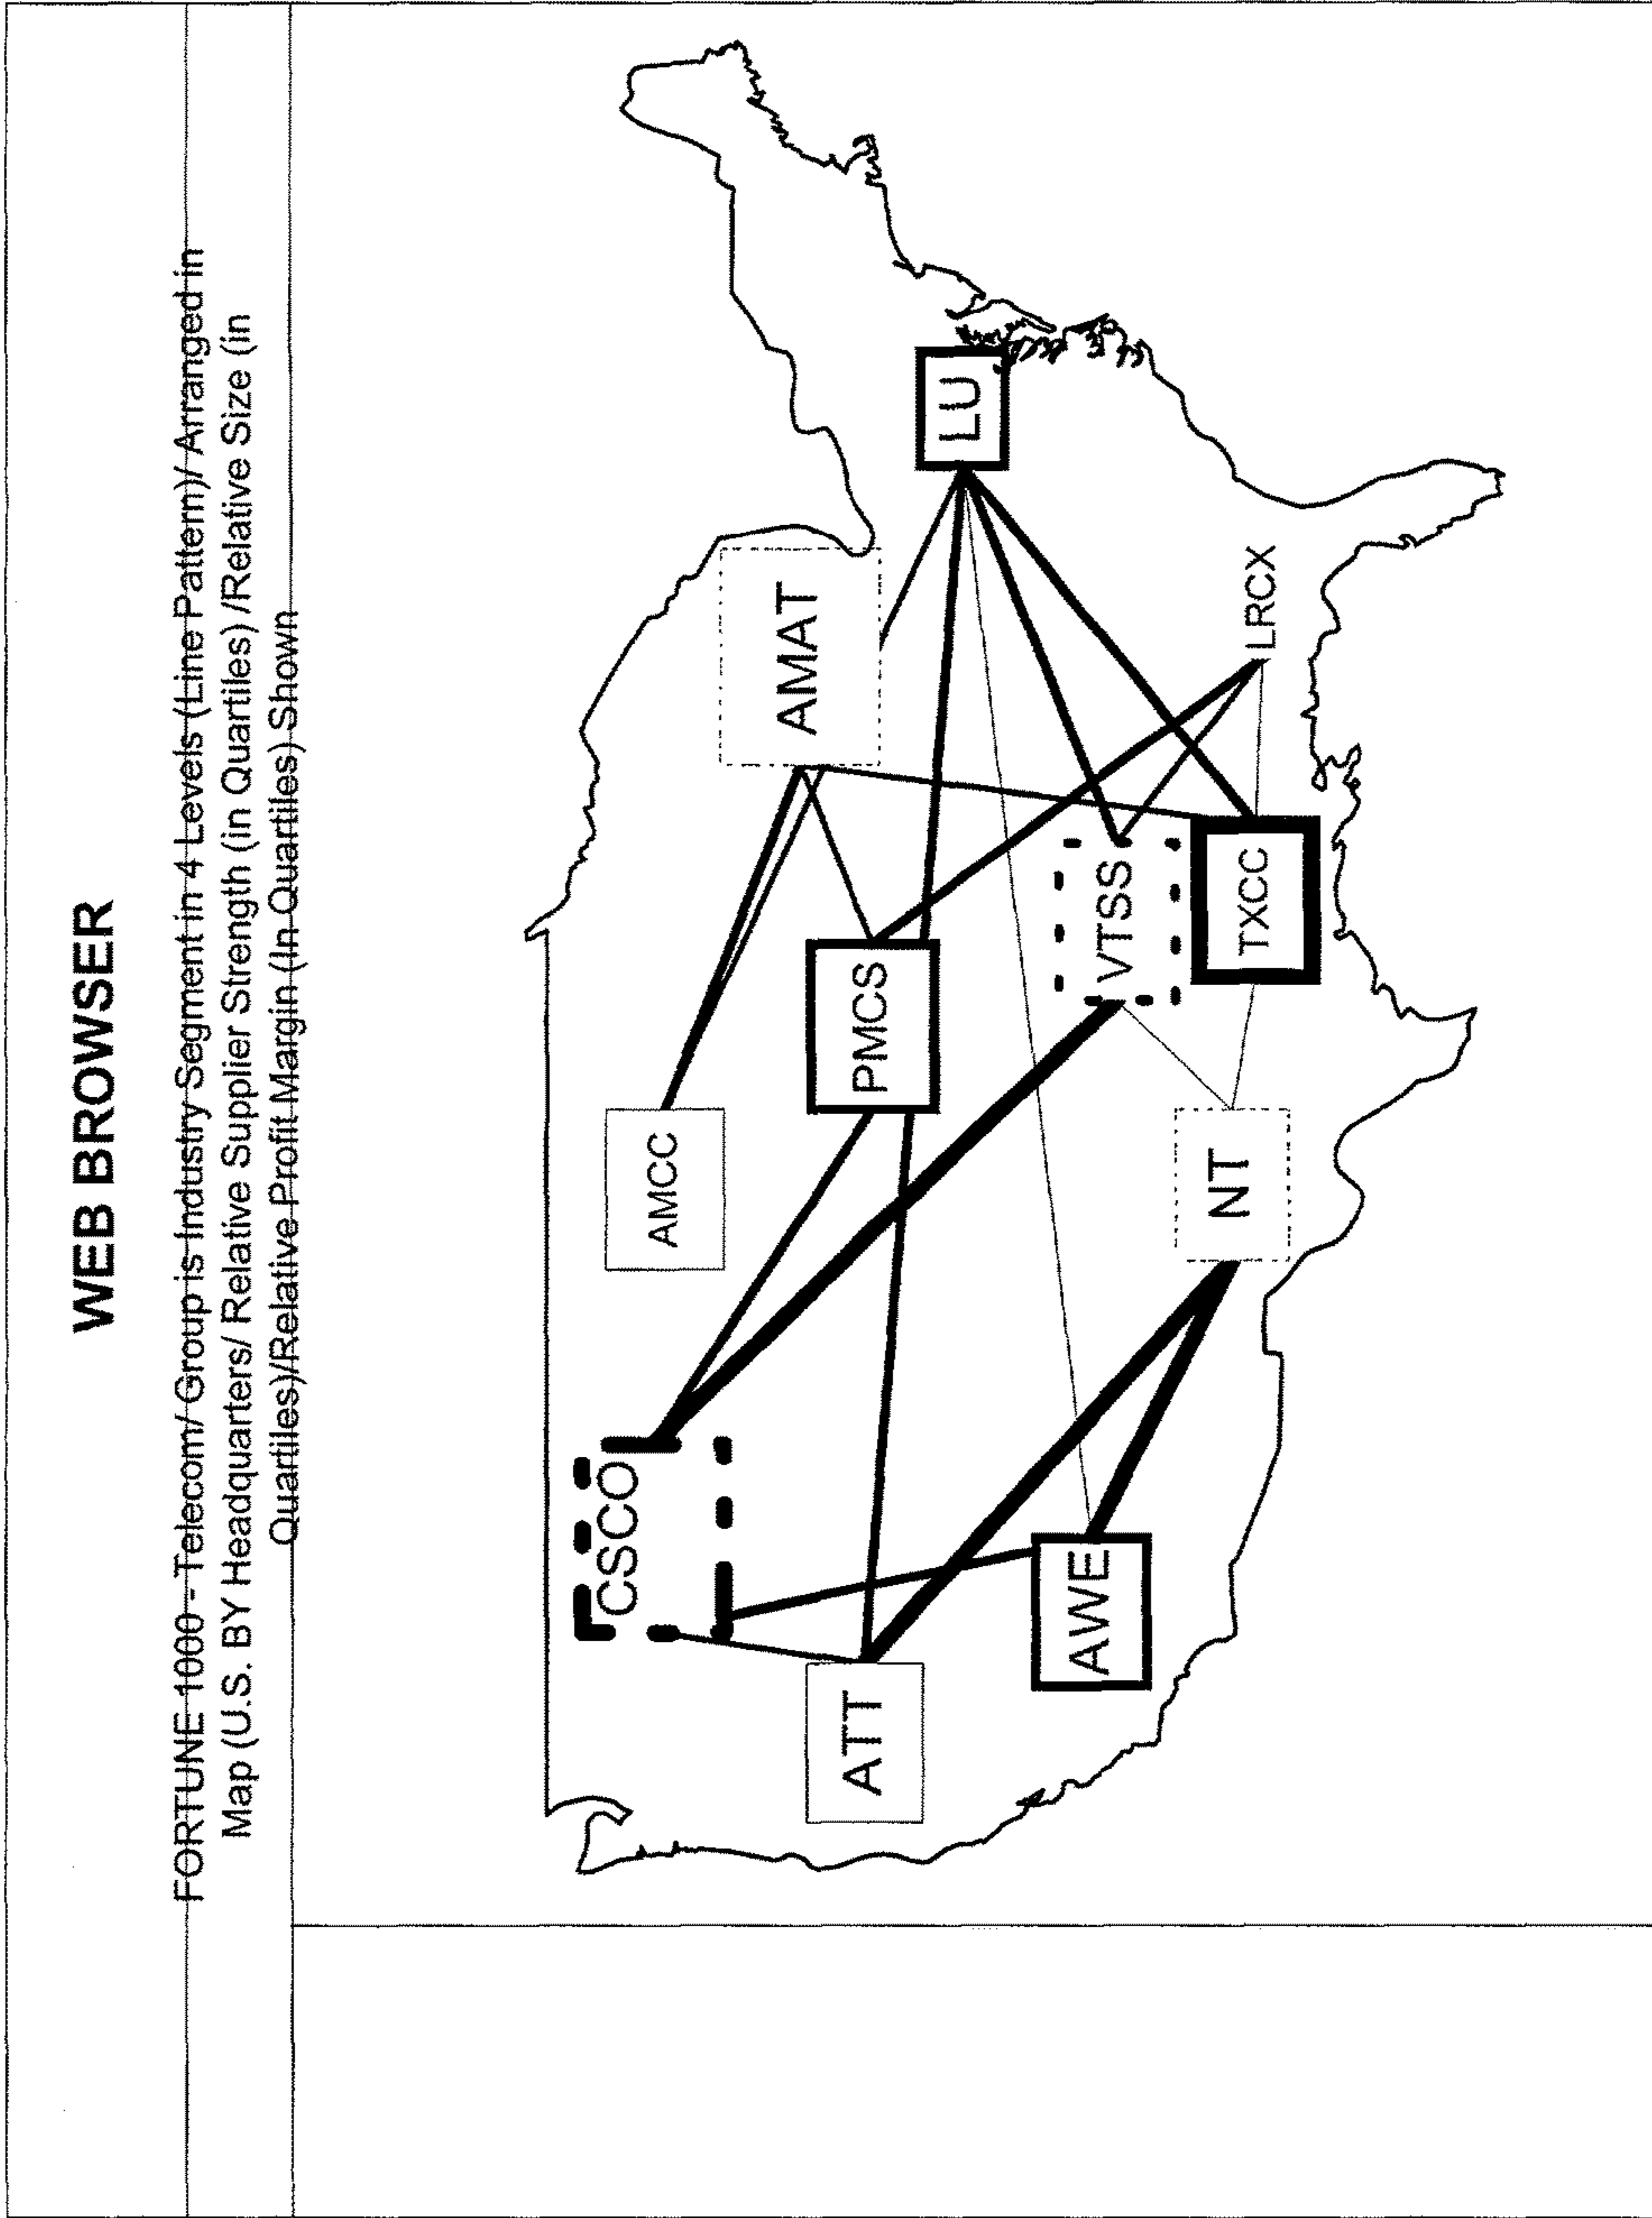 WEB BROWSER
FORTUNE 1000 - Telecom/ Group is Industry Segment in 4 Levels (Line Pattern)/ Arranged in
Map (U.S. BY Headquarters/ Relative Supplier Strength (in Quartiles) /Relative Size (in
Quartiles)/Relative Profit Margin (In Quartiles) Shown
CSCO
AMCC
AMAT
ATT
PMCS
LU
AWE
VTSS
NT
TXCC
LRCX